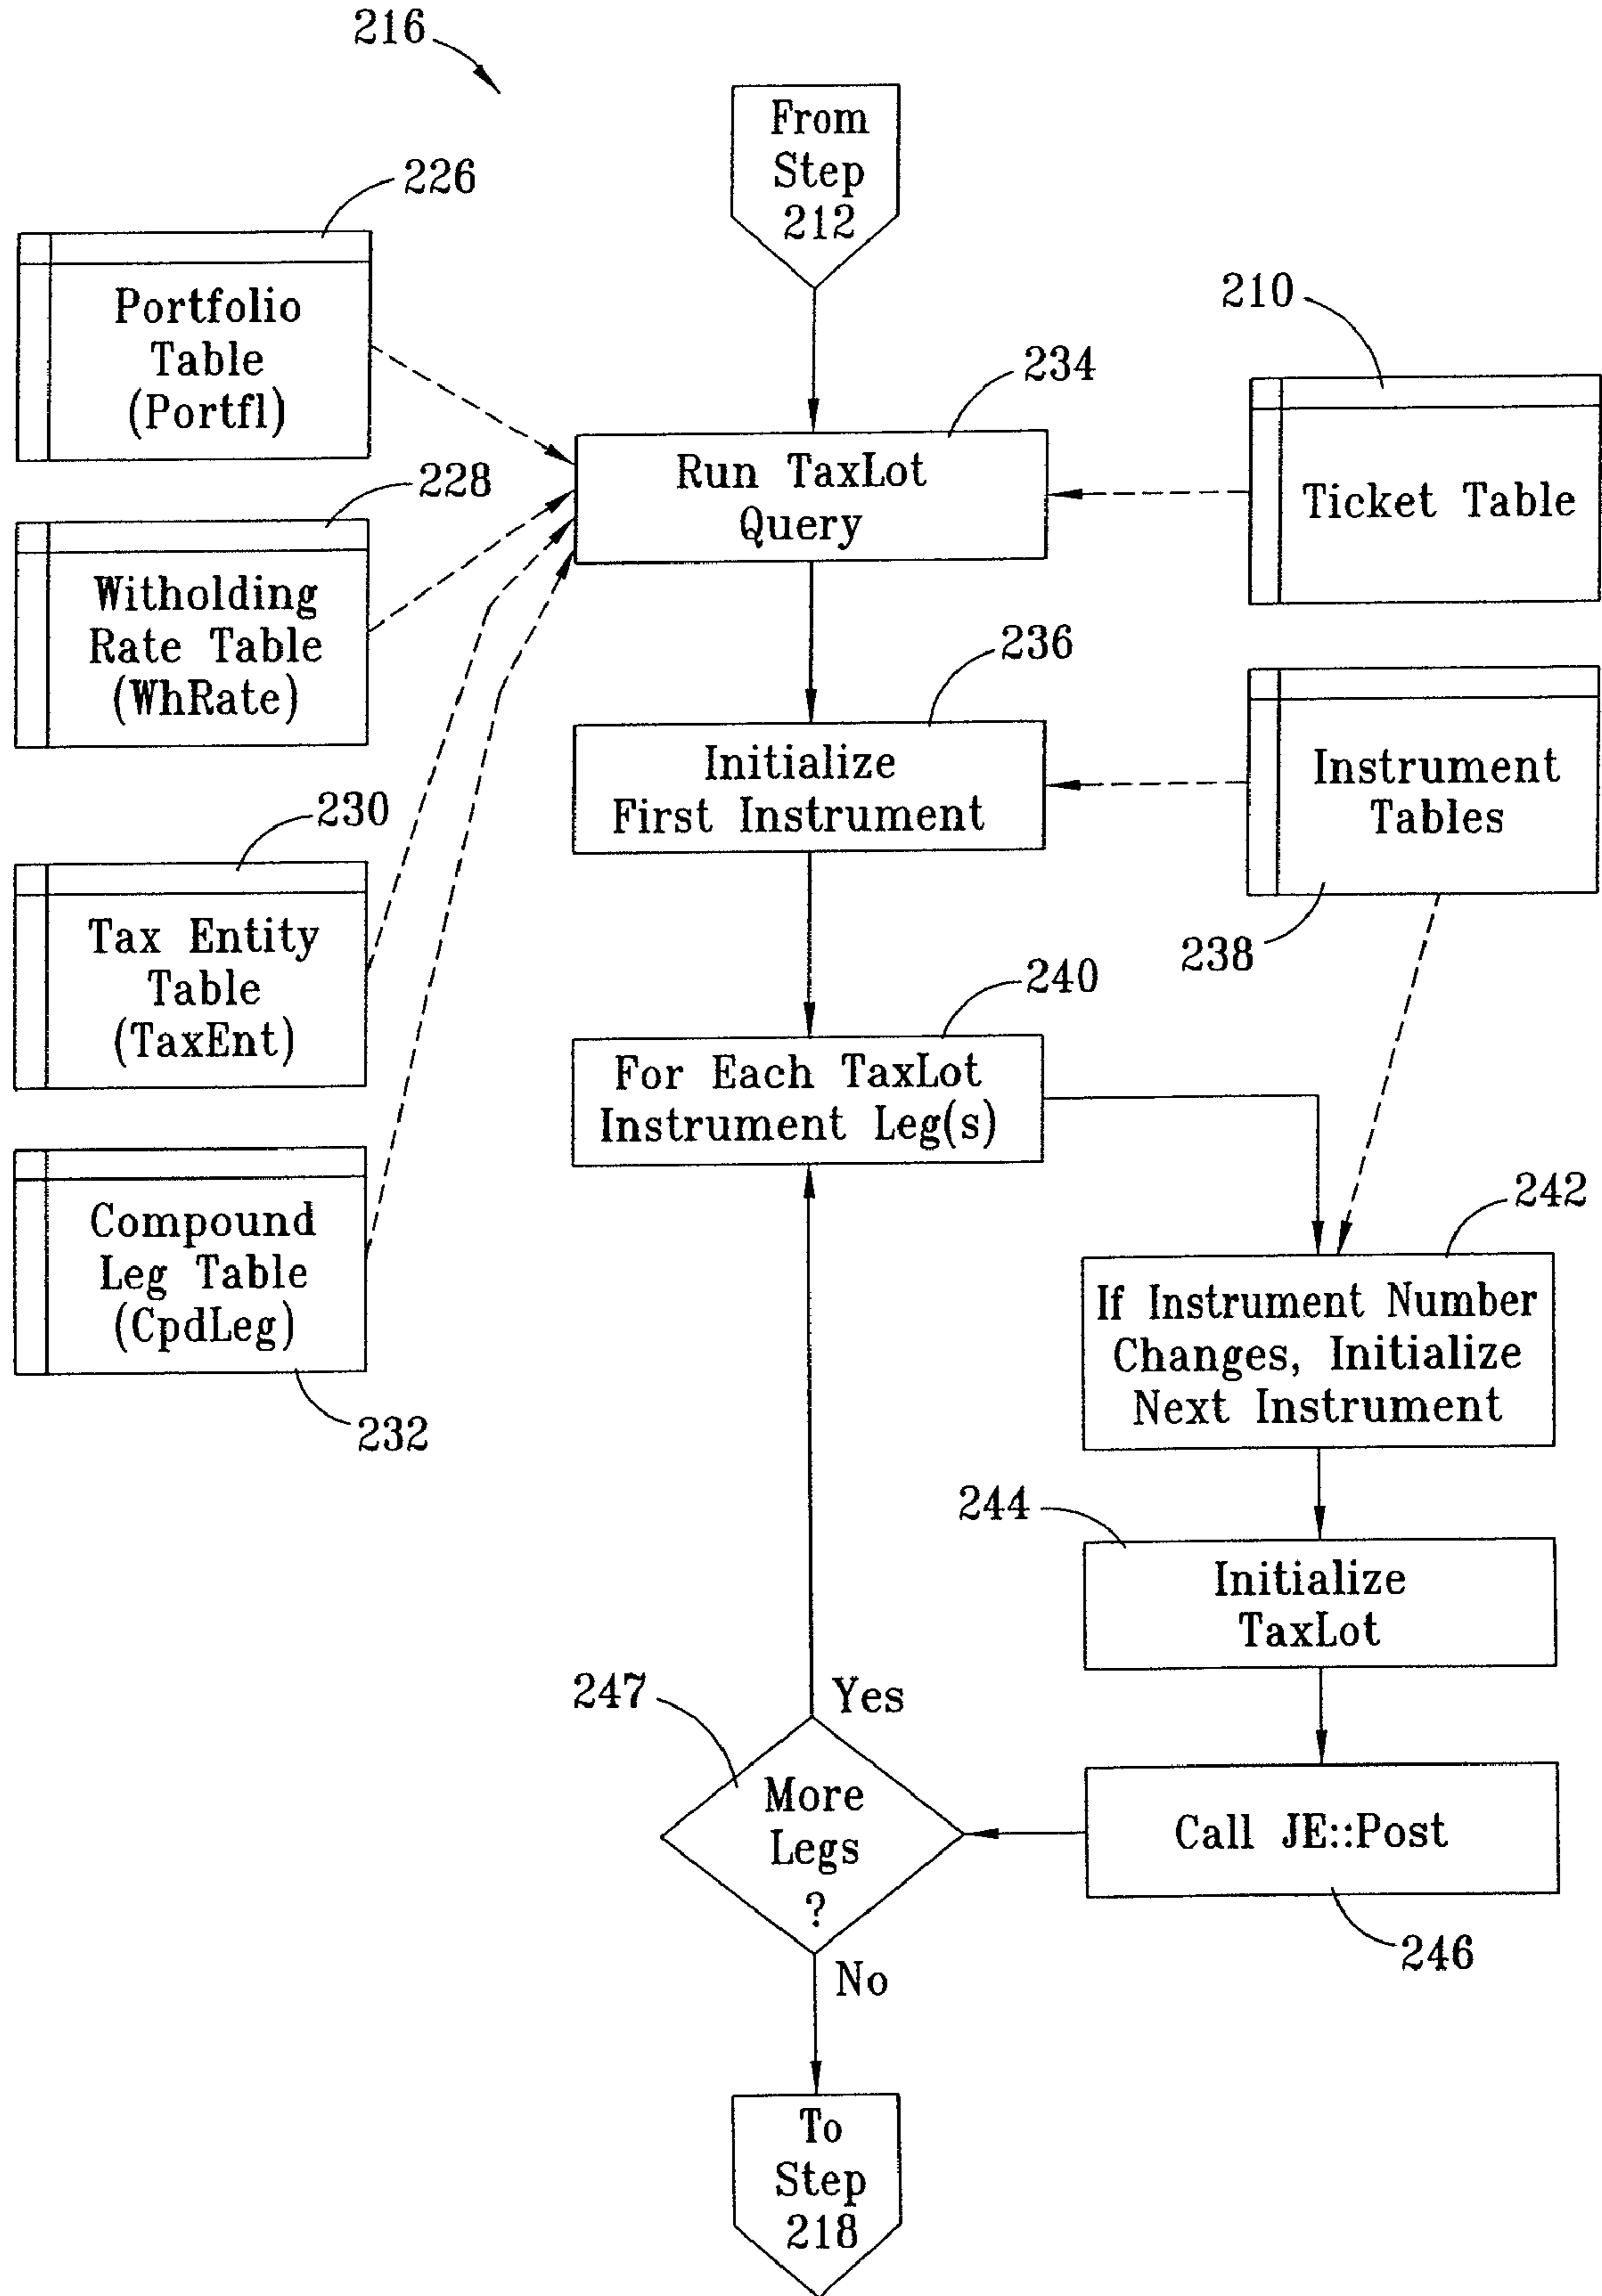 216
From
Step
212
226
Portfolio
Table
(Portfl)
210
Ticket Table
234
Run TaxLot
Query
228
Witholding
Rate Table
(WhRate)
236
Initialize
First Instrument
Instrument
Tables
238
230
Tax Entity
Table
(TaxEnt)
240
For Each TaxLot
Instrument Leg(s)
Compound
Leg Table
(CpdLeg)
232
242
If Instrument Number
Changes, Initialize
Next Instrument
244
Initialize
TaxLot
247
Yes
More
Legs
?
Call JE::Post
246
No
To
Step
218